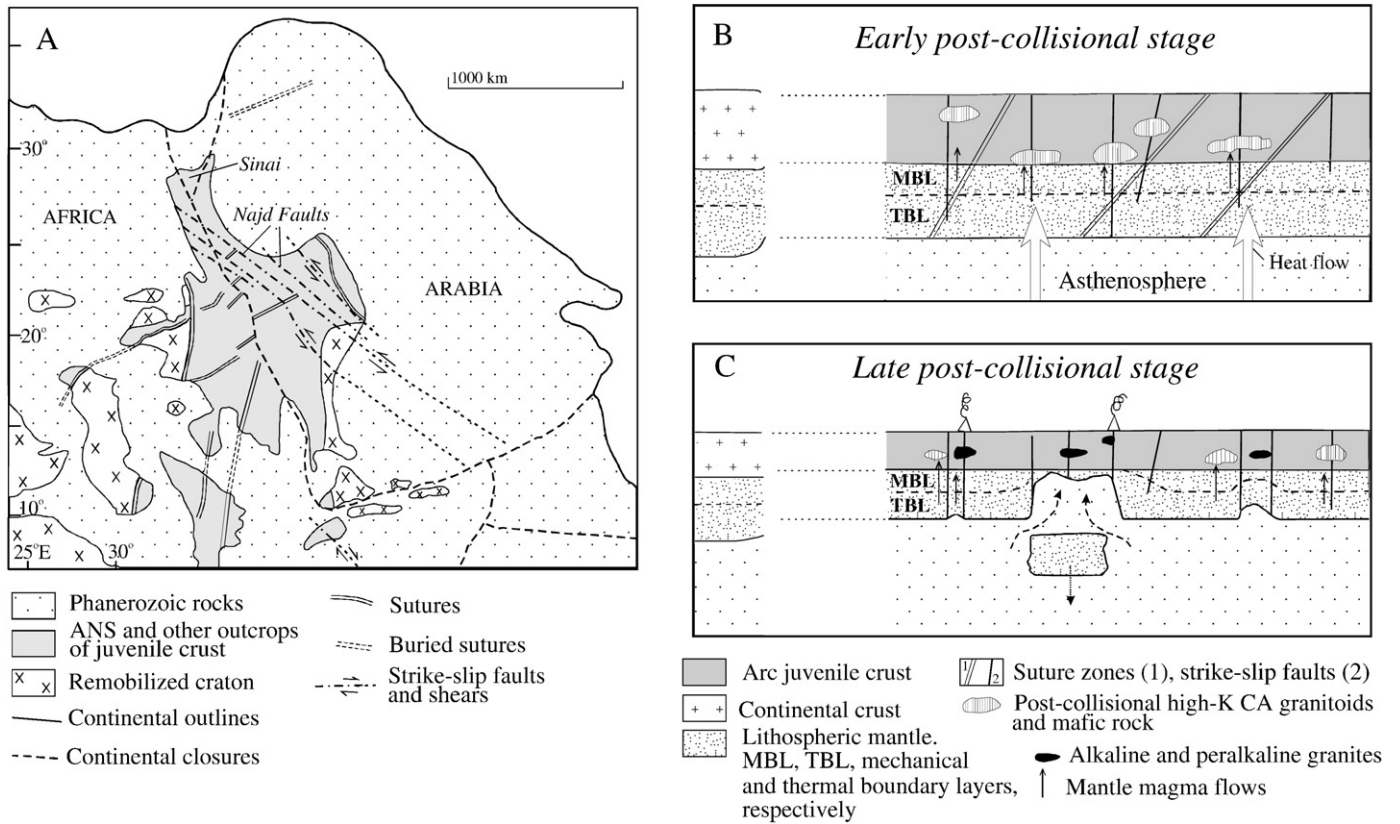 A
1000 km
30°
Sinai
AFRICA
Najd Faults
ARABIA
20°
10°
25°E
30°
Phanerozoic rocks
ANS and other outcrops
of juvenile crust
Remobilized craton
Continental outlines
Continental closures
Sutures
Buried sutures
Strike-slip faults
and shears
B
Early post-collisional stage
MBL
TBL
Heat flow
Asthenosphere
C
Late post-collisional stage
MBL
TBL
Arc juvenile crust
Continental crust
Lithospheric mantle.
MBL, TBL, mechanical
and thermal boundary layers,
respectively
1
2
Suture zones (1), strike-slip faults (2)
Post-collisional high-K CA granitoids
and mafic rock
Alkaline and peralkaline granites
Mantle magma flows